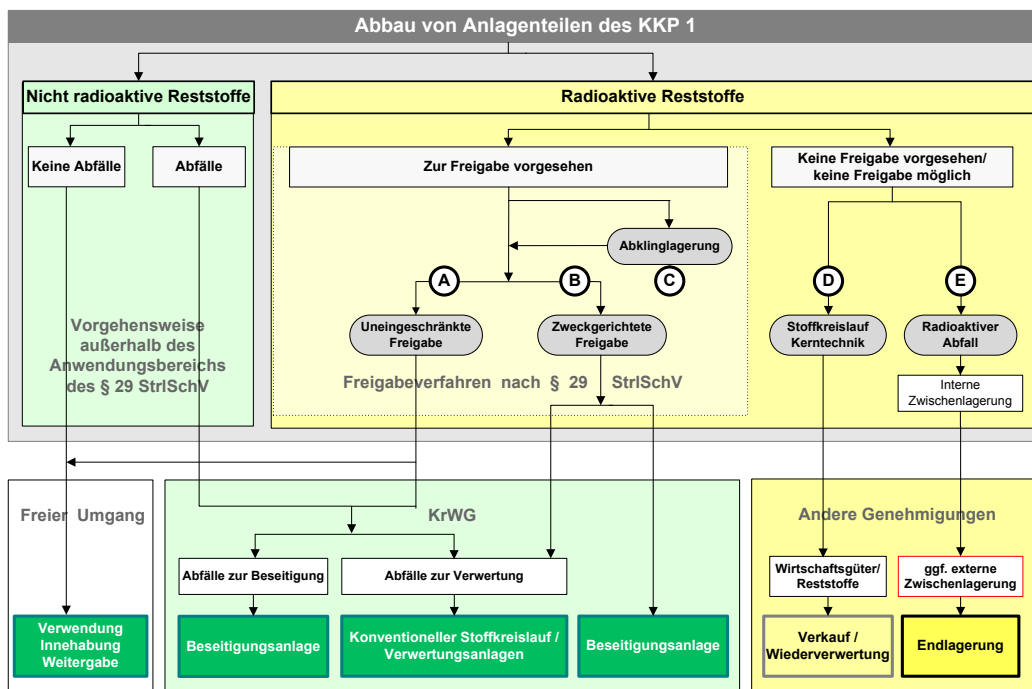 Abbau von Anlagenteilen des KKP 1
Nicht radioaktive Reststoffe
Radioaktive Reststoffe
Keine Abfälle
Abfälle
Zur Freigabe vorgesehen
Keine Freigabe vorgesehen/
keine Freigabe möglich
Abklinglagerung
A
B
C
D
E
Uneingeschränkte
Freigabe
Zweckgerichtete
Freigabe
Stoffkreislauf
Kerntechnik
Radioaktiver
Abfall
Vorgehensweise
außerhalb des
Anwendungsbereichs
des § 29 StrlSchV
Freigabeverfahren nach § 29 StrlSchV
Interne
Zwischenlagerung
Freier Umgang
KrWG
Andere Genehmigungen
Abfälle zur Beseitigung
Abfälle zur Verwertung
Wirtschaftsgüter/
Reststoffe
ggf. externe
Zwischenlagerung
Verwendung
Innehabung
Weitergabe
Beseitigungsanlage
Konventioneller Stoffkreislauf /
Verwertungsanlagen
Beseitigungsanlage
Verkauf /
Wiederverwertung
Endlagerung